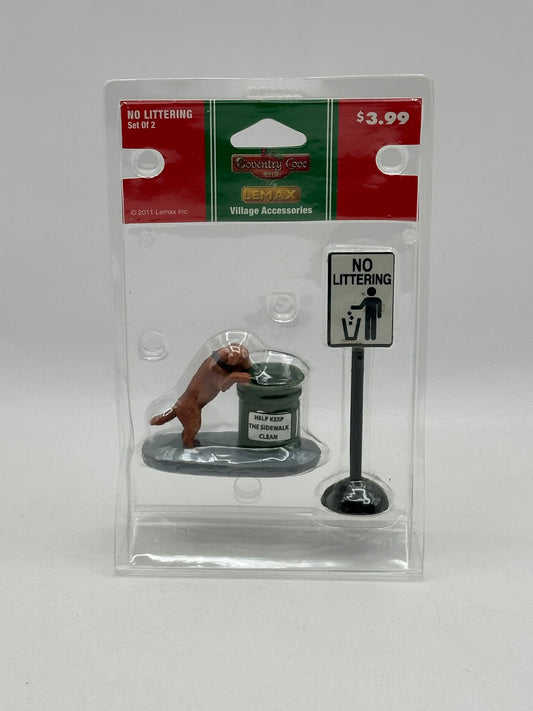 NO LITTERING
Set Of 2
$3.99
Coventry Cove
By
LEMAX
© 2011 Lemax Inc
Village Accessories
NO
LITTERING
HELP KEEP
THE SIDEWALK
CLEAN